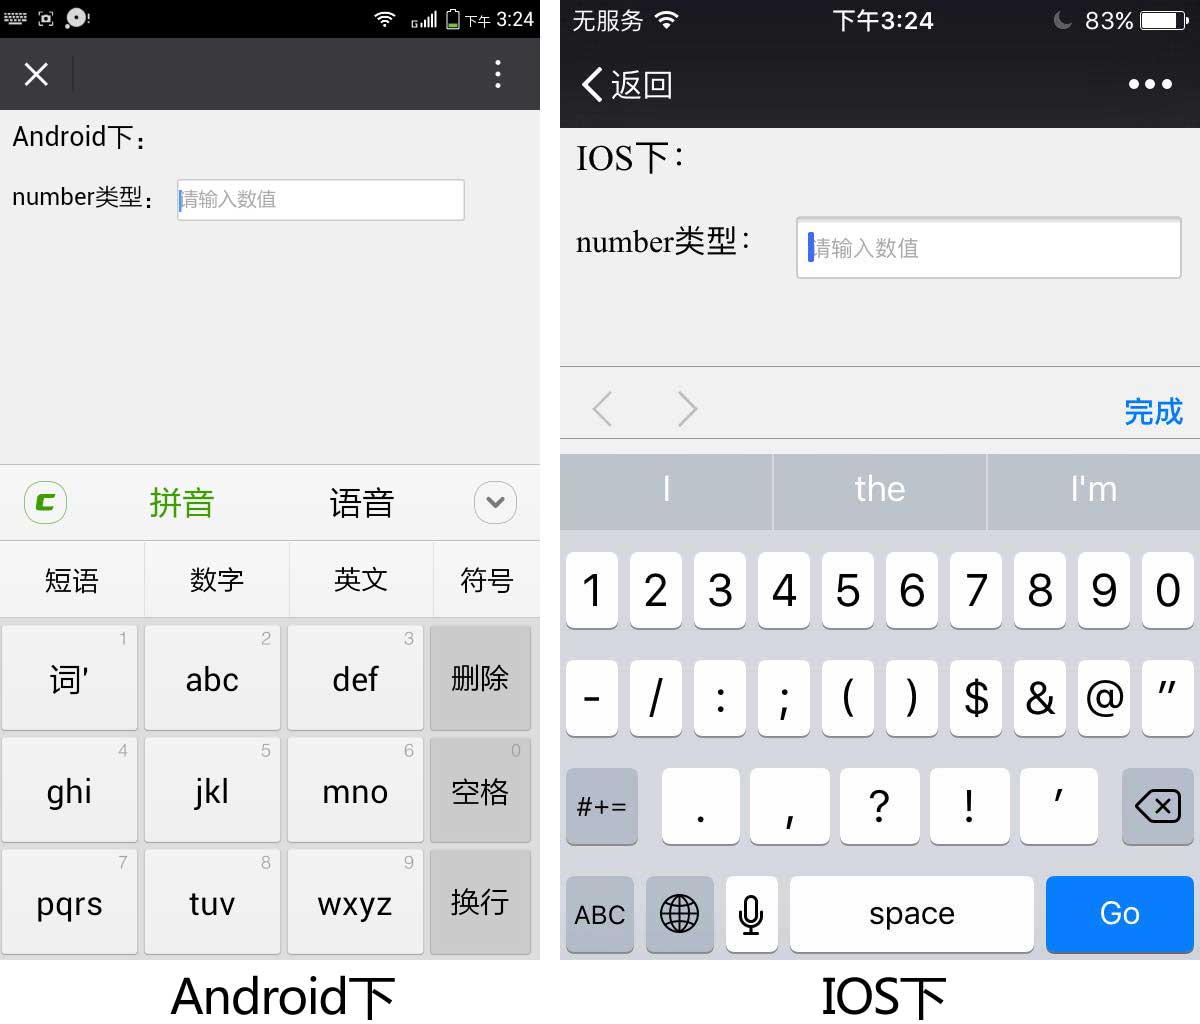 下午 3:24
Android下：
number类型： 请输入数值
拼音 语音
短语 数字 英文 符号
1 2 3
词' abc def 删除
4 5 6 0
ghi jkl mno 空格
7 8 9
pqrs tuv wxyz 换行
Android下
无服务 下午3:24 83%
返回
IOS下：
number类型： 请输入数值
完成
I the I'm
1 2 3 4 5 6 7 8 9 0
- / : ; ( ) $ & @ "
#+= . , ? ! '
ABC space Go
IOS下